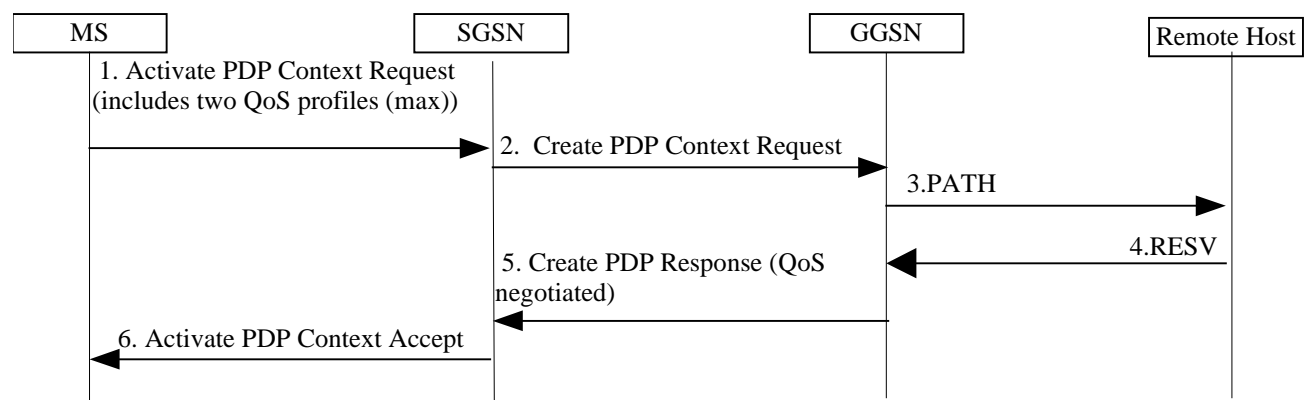 MS
SGSN
GGSN
Remote Host
1. Activate PDP Context Request
(includes two QoS profiles (max))
2. Create PDP Context Request
3.PATH
4.RESV
5. Create PDP Response (QoS
negotiated)
6. Activate PDP Context Accept